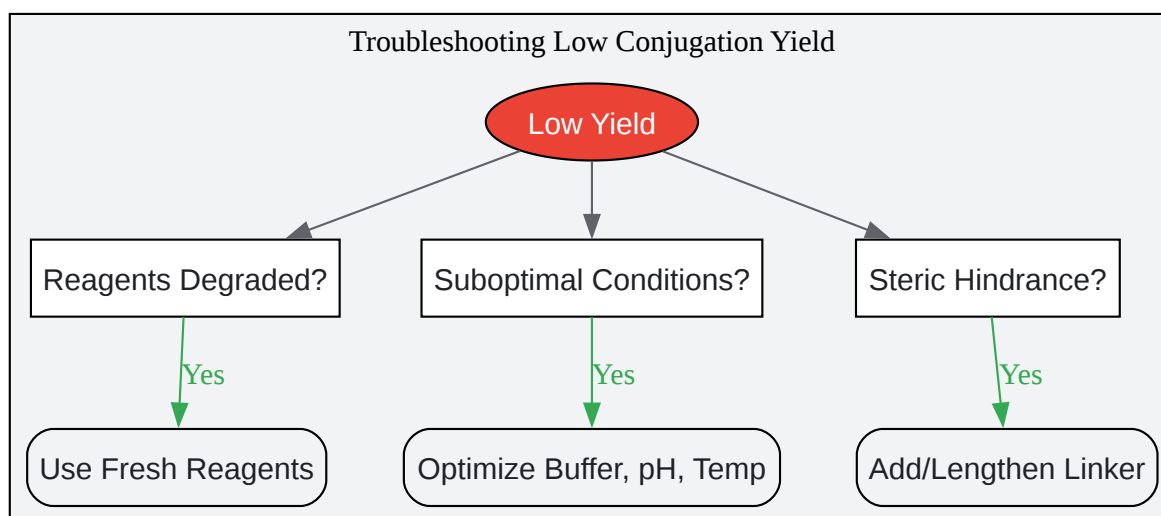 Troubleshooting Low Conjugation Yield
Low Yield
Reagents Degraded?
Suboptimal Conditions?
Steric Hindrance?
Yes
Yes
Yes
Use Fresh Reagents
Optimize Buffer, pH, Temp
Add/Lengthen Linker